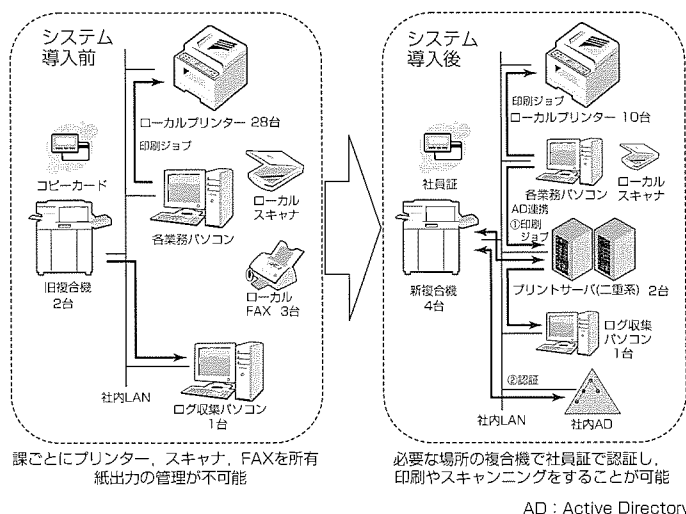 システム
導入前
ローカルプリンター 28台
印刷ジョブ
コピーカード
ローカル
スキャナ
各業務パソコン
旧複合機
2台
ローカル
FAX 3台
社内LAN
ログ収集パソコン
1台
課ごとにプリンター，スキャナ，FAXを所有
紙出力の管理が不可能
システム
導入後
印刷ジョブ
ローカルプリンター 10台
社員証
各業務パソコン
ローカル
スキャナ
AD連携
①印刷
ジョブ
新複合機
4台
プリントサーバ(二重系) 2台
ログ収集
パソコン
1台
②認証
社内LAN
社内AD
必要な場所の複合機で社員証で認証し，
印刷やスキャンニングをすることが可能
AD：Active Directory